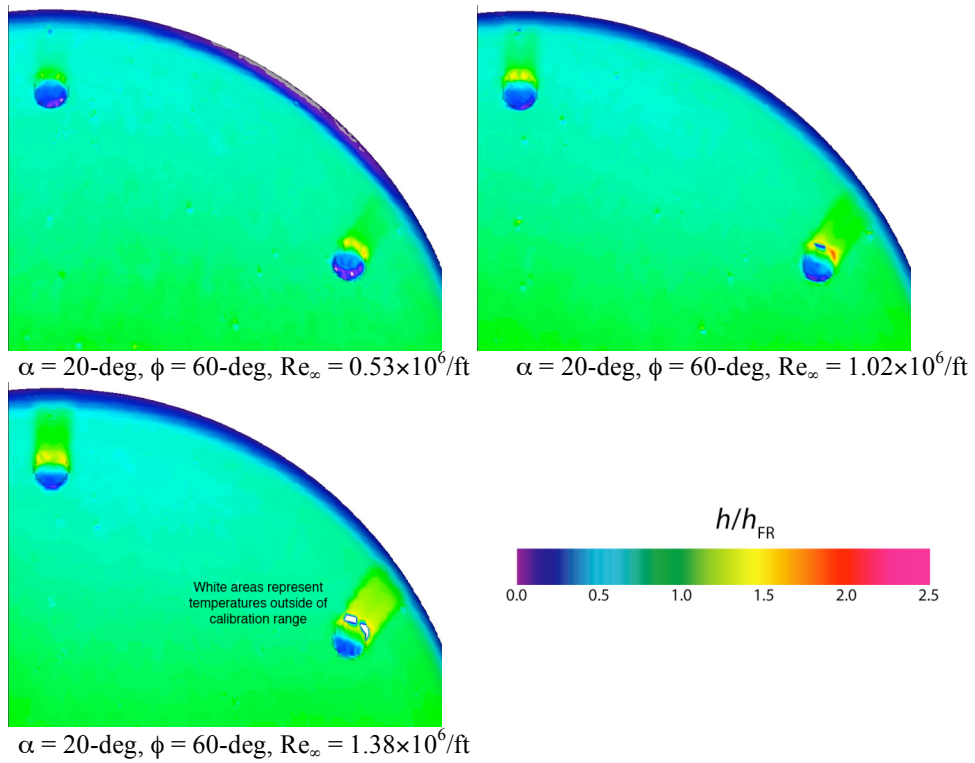 α = 20-deg, ϕ = 60-deg, Re∞ = 0.53×10⁶/ft
α = 20-deg, ϕ = 60-deg, Re∞ = 1.02×10⁶/ft
White areas represent
temperatures outside of
calibration range
h/hFR
0.0 0.5 1.0 1.5 2.0 2.5
α = 20-deg, ϕ = 60-deg, Re∞ = 1.38×10⁶/ft